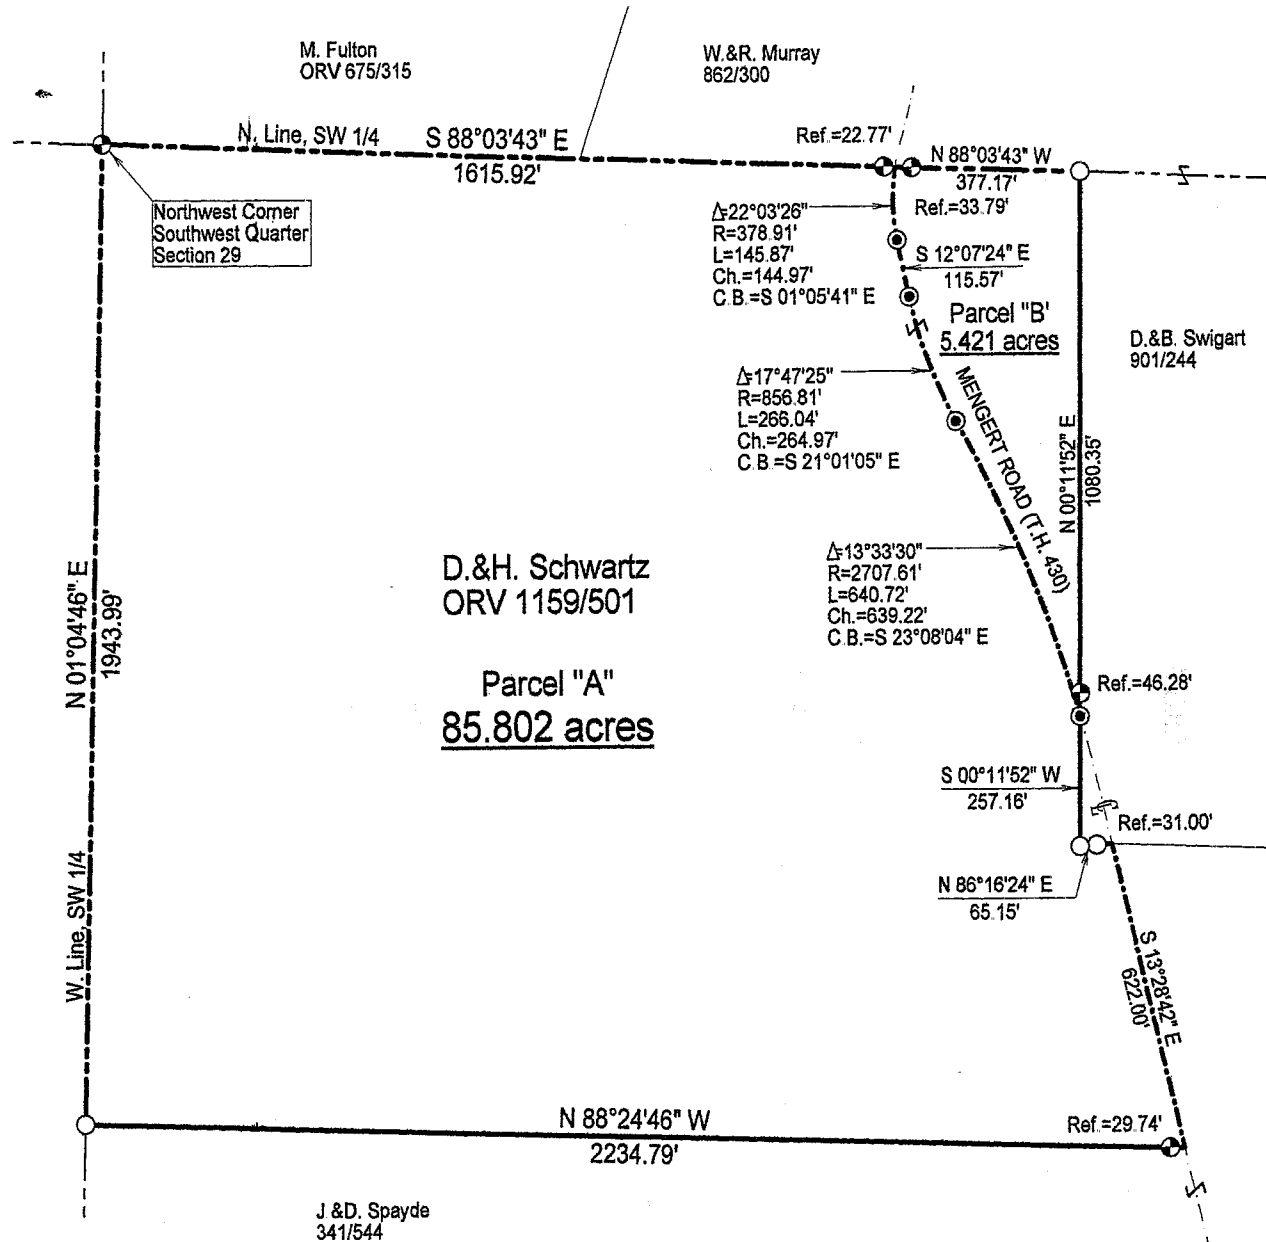 M. Fulton
ORV 675/315
W.&R. Murray
862/300
N. Line, SW 1/4
S 88°03'43" E
1615.92'
Ref.=22.77'
N 88°03'43" W
377.17'
Ref.=33.79'
Northwest Corner
Southwest Quarter
Section 29
Δ=22°03'26"
R=378.91'
L=145.87'
Ch.=144.97'
C.B.=S 01°05'41" E
S 12°07'24" E
115.57'
Parcel "B'
5.421 acres
D.&B. Swigart
901/244
Δ=17°47'25"
R=856.81'
L=266.04'
Ch.=264.97'
C.B.=S 21°01'05" E
MENGERT ROAD (T.H. 430)
N 00°11'52" E
1080.35'
Δ=13°33'30"
R=2707.61'
L=640.72'
Ch.=639.22'
C.B.=S 23°08'04" E
D.&H. Schwartz
ORV 1159/501
Parcel "A"
85.802 acres
N 01°04'46" E
1943.99'
W. Line, SW 1/4
Ref.=46.28'
S 00°11'52" W
257.16'
Ref.=31.00'
N 86°16'24" E
65.15'
S 13°28'42" E
622.00'
N 88°24'46" W
2234.79'
Ref.=29.74'
J.&D. Spayde
341/544